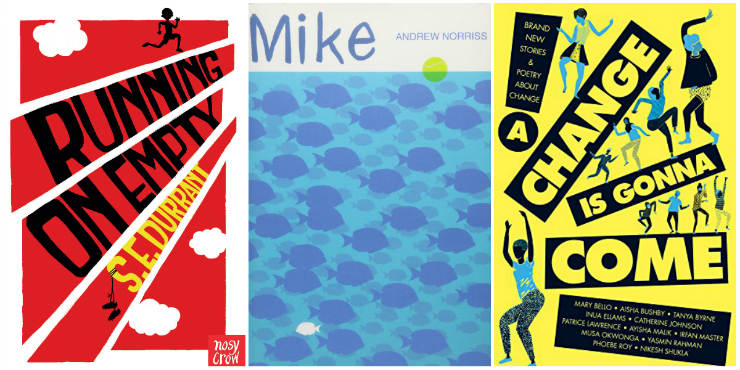 RUNNING
ON EMPTY
S.E. DURRANT
nosy
crow
Mike
ANDREW NORRISS
BRAND
NEW
STORIES
&
POETRY
ABOUT
CHANGE
A
CHANGE
IS GONNA
COME
MARY BELLO • AISHA BUSHBY • TANYA BYRNE
INUA ELLAMS • CATHERINE JOHNSON
PATRICE LAWRENCE • AYISHA MALIK • IRFAN MASTER
MUSA OKWONGA • YASMIN RAHMAN
PHOEBE ROY • NIKESH SHUKLA